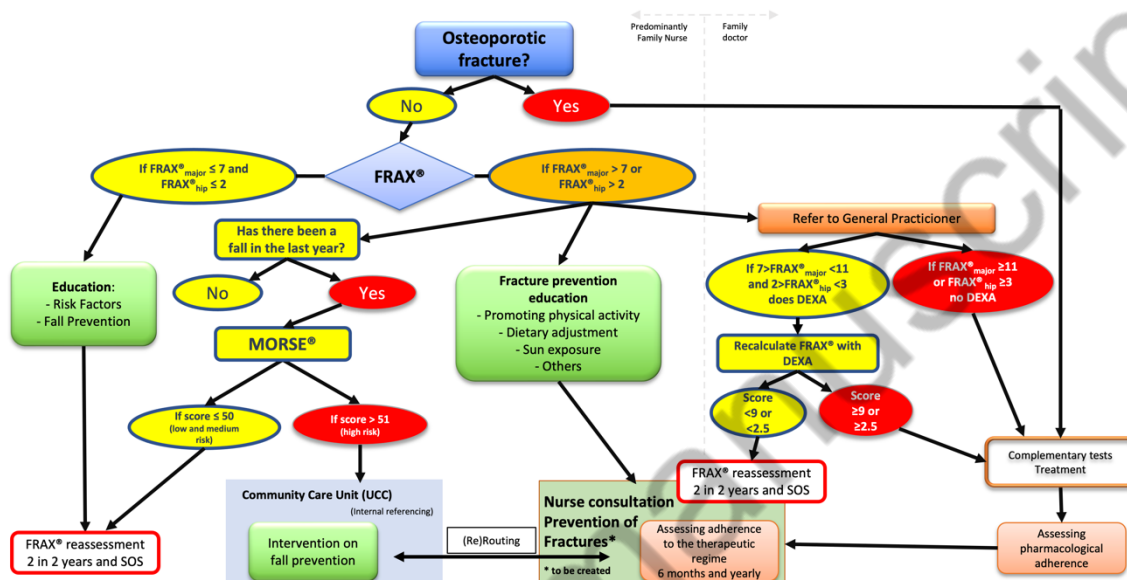 Predominantly
Family Nurse
Family
doctor
Osteoporotic
fracture?
No
Yes
If FRAX®major ≤ 7 and
FRAX®hip ≤ 2
FRAX®
If FRAX®major > 7 or
FRAX®hip > 2
Refer to General Practicioner
Has there been a
fall in the last year?
No
Yes
Education:
- Risk Factors
- Fall Prevention
Fracture prevention
education
- Promoting physical activity
- Dietary adjustment
- Sun exposure
- Others
If 7>FRAX®major <11
and 2>FRAX®hip <3
does DEXA
If FRAX®major ≥11
or FRAX®hip ≥3
no DEXA
MORSE®
Recalculate FRAX® with
DEXA
If score ≤ 50
(low and medium
risk)
If score > 51
(high risk)
Score
<9 or
<2.5
Score
≥9 or
≥2.5
Complementary tests
Treatment
FRAX® reassessment
2 in 2 years and SOS
Community Care Unit (UCC)
(Internal referencing)
Intervention on
fall prevention
(Re)Routing
Nurse consultation
Prevention of
Fractures*
* to be created
FRAX® reassessment
2 in 2 years and SOS
Assessing adherence
to the therapeutic
regime
6 months and yearly
Assessing
pharmacological
adherence
manuscrip